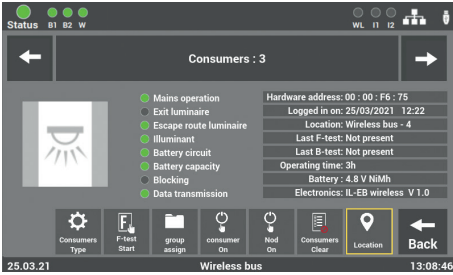 Status B1 B2 W WL I1 I2
Consumers : 3
Mains operation
Exit luminaire
Escape route luminaire
Illuminant
Battery circuit
Battery capacity
Blocking
Data transmission
Hardware address: 00 : 00 : F6 : 75
Logged in on: 25/03/2021 12:22
Location: Wireless bus - 4
Last F-test: Not present
Last B-test: Not present
Operating time: 3h
Battery : 4.8 V NiMh
Electronics: IL-EB wireless V 1.0
Consumers
Type
F-test
Start
group
assign
consumer
On
Nod
On
Consumers
Clear
Location
Back
25.03.21 Wireless bus 13:08:46